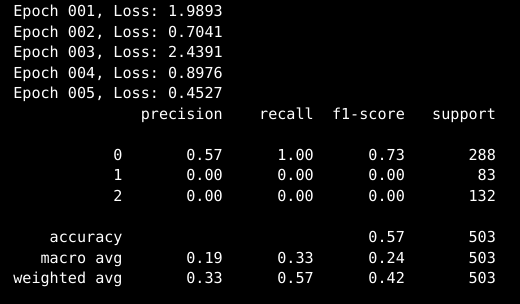 Epoch 001, Loss: 1.9893
Epoch 002, Loss: 0.7041
Epoch 003, Loss: 2.4391
Epoch 004, Loss: 0.8976
Epoch 005, Loss: 0.4527
              precision    recall  f1-score   support

           0       0.57      1.00      0.73       288
           1       0.00      0.00      0.00        83
           2       0.00      0.00      0.00       132

    accuracy                           0.57       503
   macro avg       0.19      0.33      0.24       503
weighted avg       0.33      0.57      0.42       503